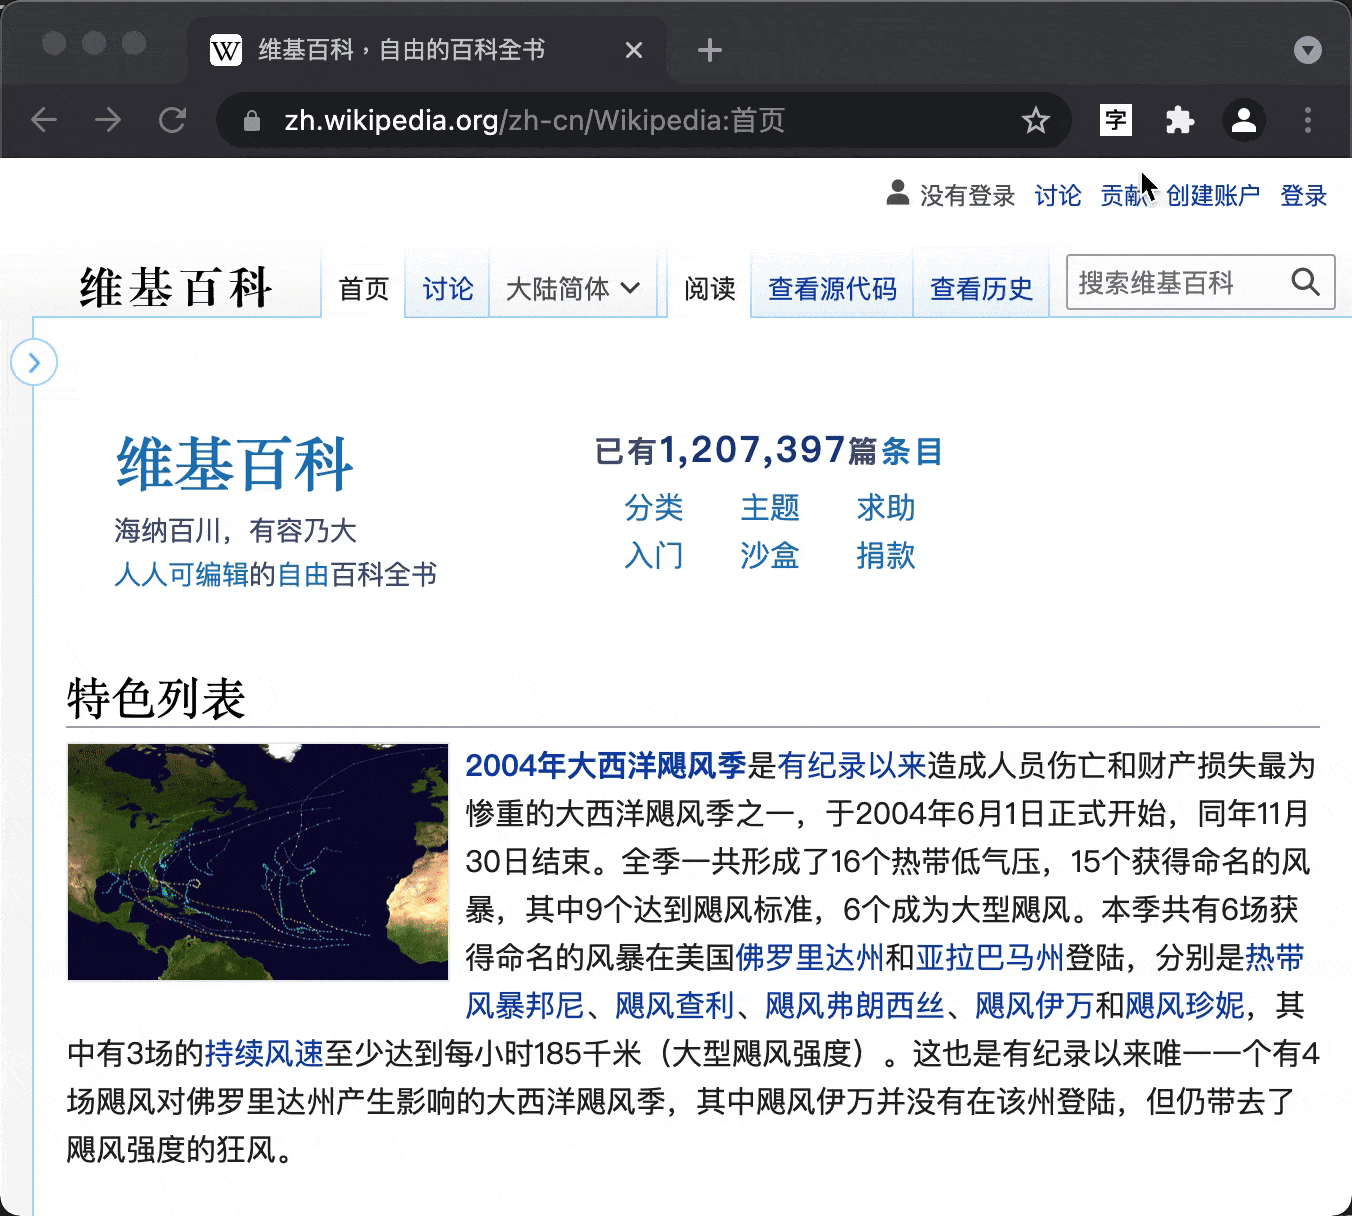 维基百科，自由的百科全书
zh.wikipedia.org/zh-cn/Wikipedia:首页
字
没有登录 讨论 贡献 创建账户 登录
维基百科 首页 讨论 大陆简体 阅读 查看源代码 查看历史 搜索维基百科
维基百科
海纳百川，有容乃大
人人可编辑的自由百科全书
已有1,207,397篇条目
分类 主题 求助
入门 沙盒 捐款
特色列表
2004年大西洋飓风季是有纪录以来造成人员伤亡和财产损失最为
惨重的大西洋飓风季之一，于2004年6月1日正式开始，同年11月
30日结束。全季一共形成了16个热带低气压，15个获得命名的风
暴，其中9个达到飓风标准，6个成为大型飓风。本季共有6场获
得命名的风暴在美国佛罗里达州和亚拉巴马州登陆，分别是热带
风暴邦尼、飓风查利、飓风弗朗西丝、飓风伊万和飓风珍妮，其
中有3场的持续风速至少达到每小时185千米（大型飓风强度）。这也是有纪录以来唯一一个有4
场飓风对佛罗里达州产生影响的大西洋飓风季，其中飓风伊万并没有在该州登陆，但仍带去了
飓风强度的狂风。